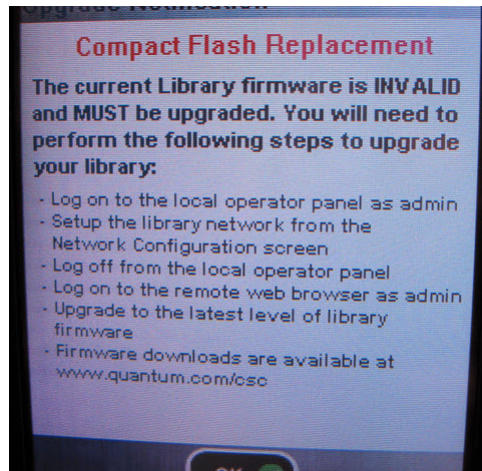 Upgrade Notification
Compact Flash Replacement
The current Library firmware is INVALID
and MUST be upgraded. You will need to
perform the following steps to upgrade
your library:
- Log on to the local operator panel as admin
- Setup the library network from the
Network Configuration screen
- Log off from the local operator panel
- Log on to the remote web browser as admin
- Upgrade to the latest level of library
firmware
- Firmware downloads are available at
www.quantum.com/csc
OK